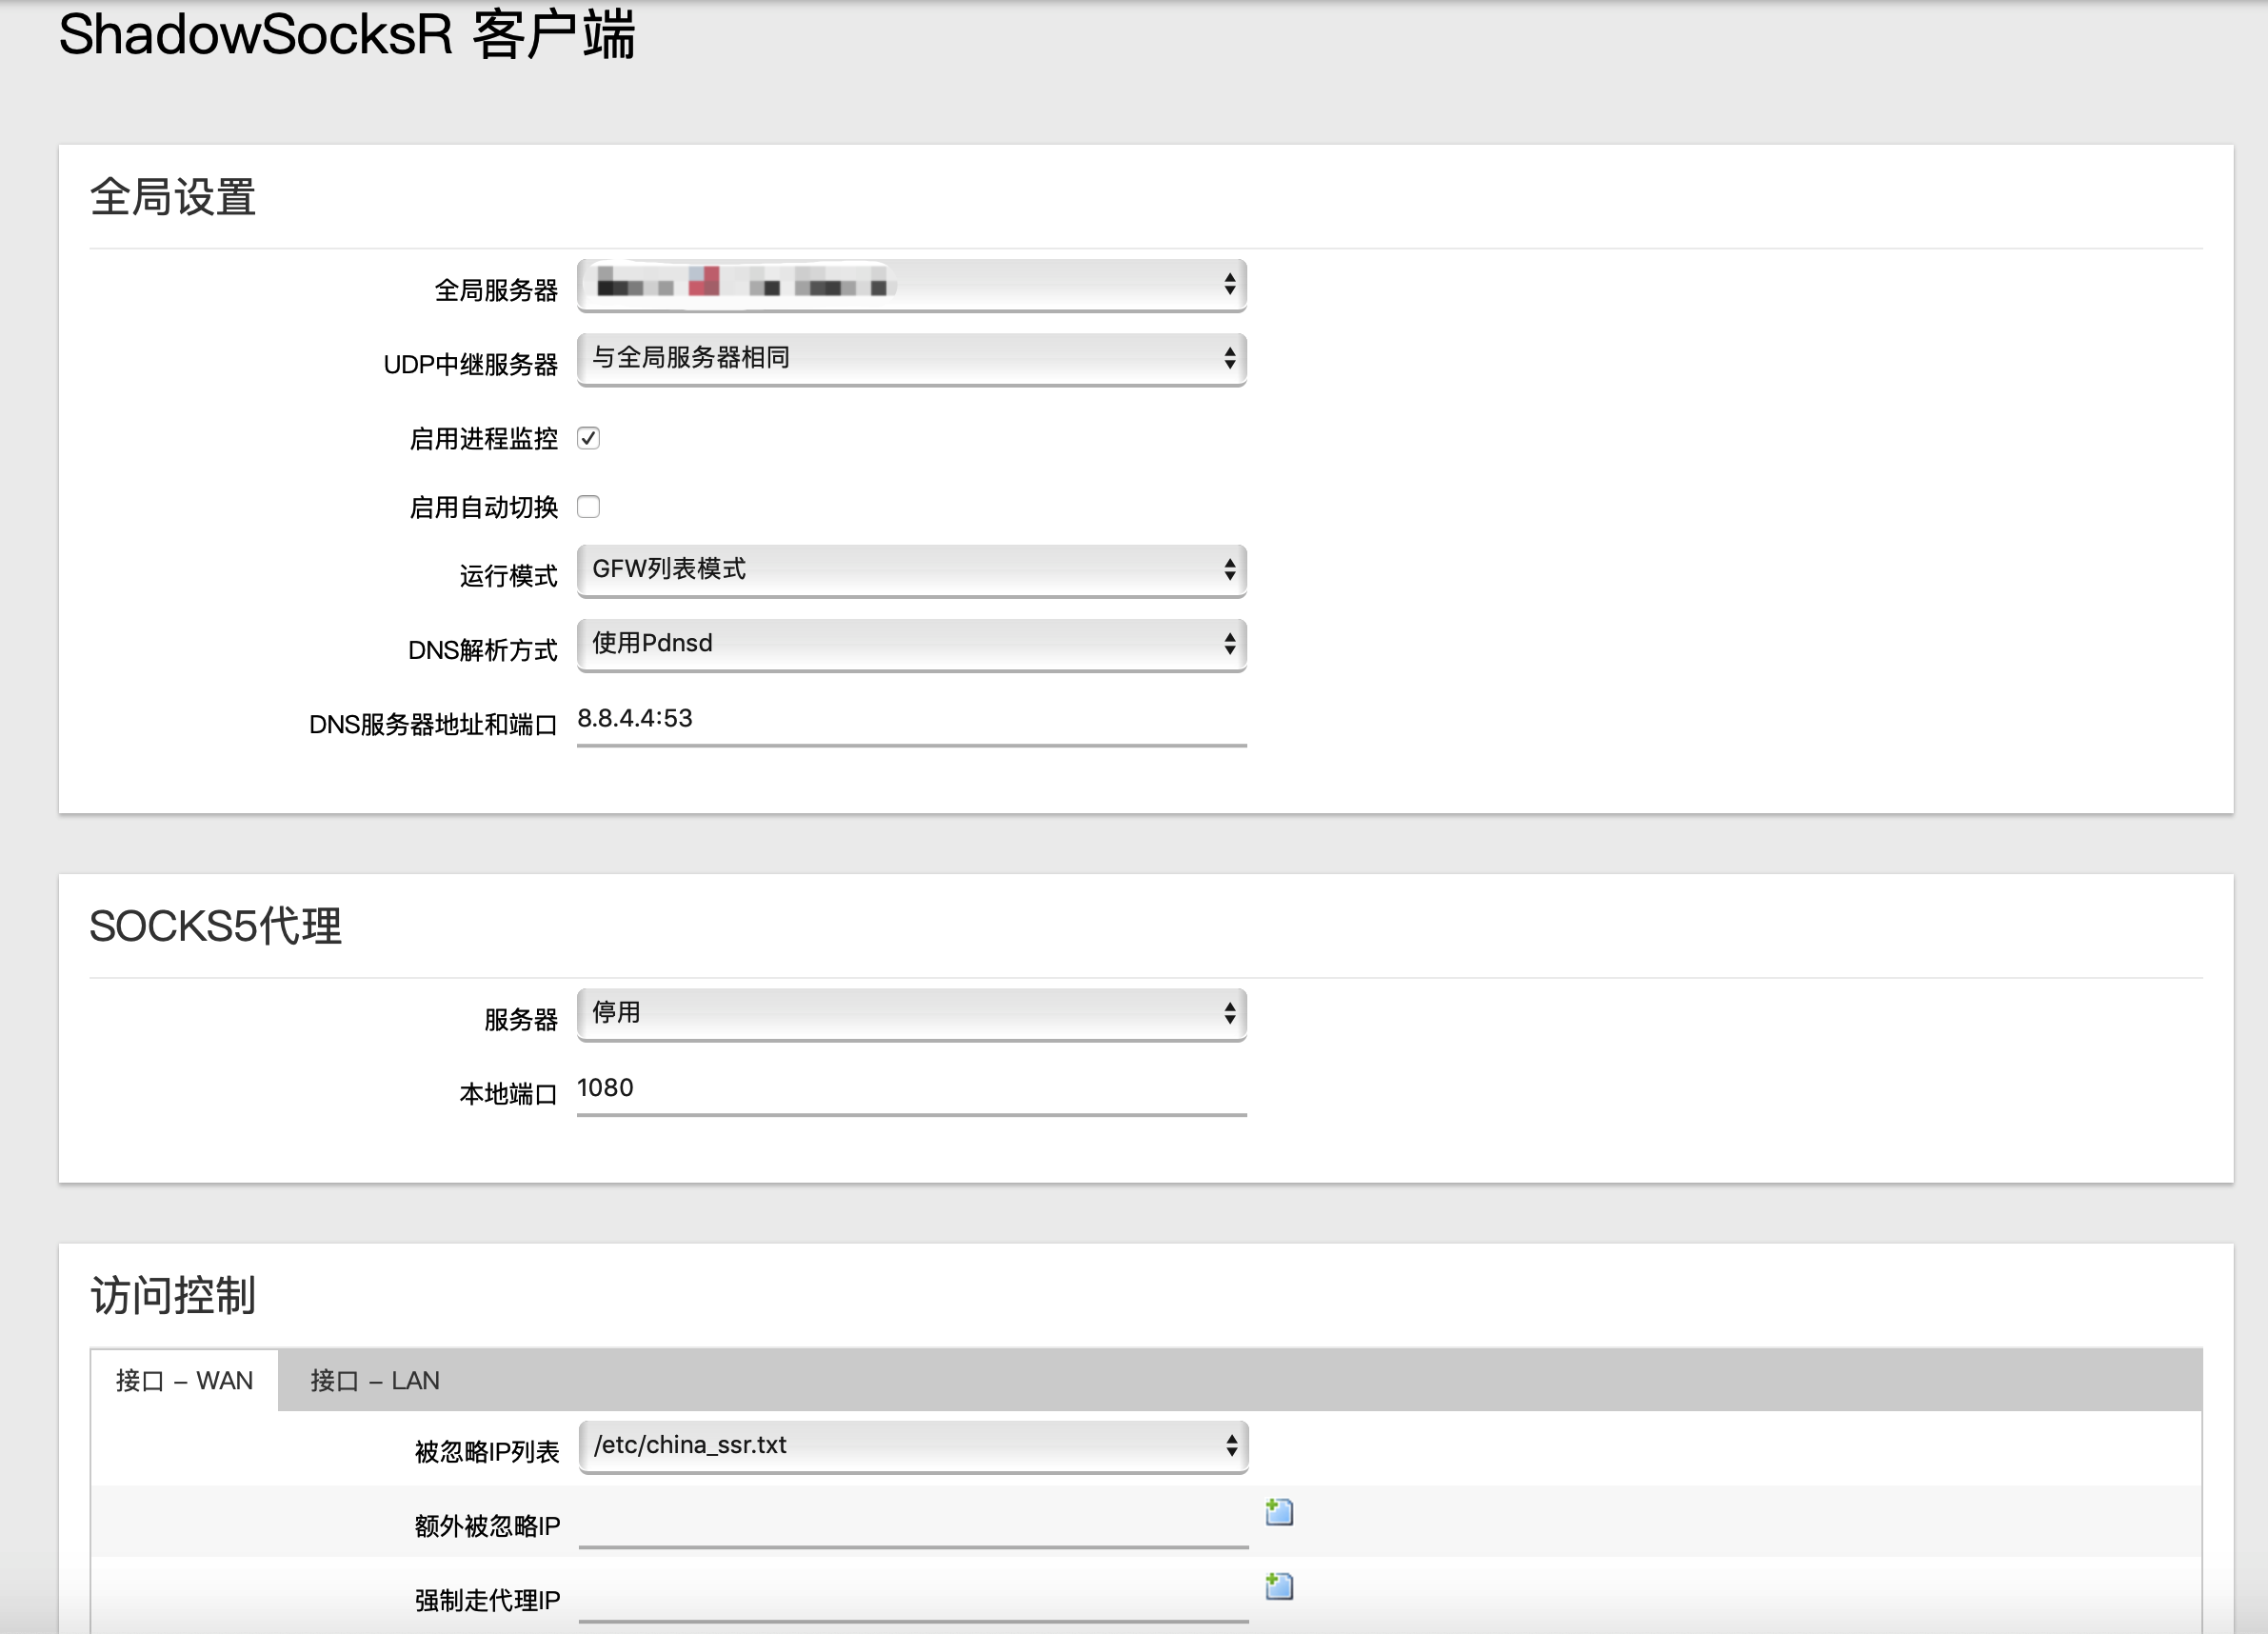 ShadowSocksR 客户端
全局设置
全局服务器
UDP中继服务器 与全局服务器相同
启用进程监控
启用自动切换
运行模式 GFW列表模式
DNS解析方式 使用Pdnsd
DNS服务器地址和端口 8.8.4.4:53
SOCKS5代理
服务器 停用
本地端口 1080
访问控制
接口 – WAN 接口 – LAN
被忽略IP列表 /etc/china_ssr.txt
额外被忽略IP
强制走代理IP